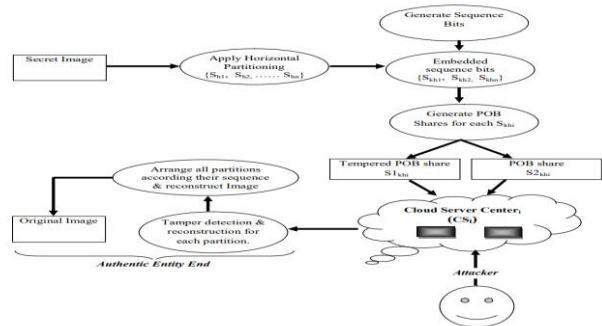 Generate Sequence
Bits
Secret Image
Apply Horizontal
Partitioning
{Sh1, Sh2, ...... Shn}
Embedded
sequence bits
{Skh1, Skh2, Skhn}
Generate POB
Shares for each Skhi
Tempered POB share
S1khi
POB share
S2khi
Arrange all partitions
according their sequence
& reconstruct Image
Cloud Server Centeri
(CSi)
Original Image
Tamper detection &
reconstruction for
each partition.
Authentic Entity End
Attacker